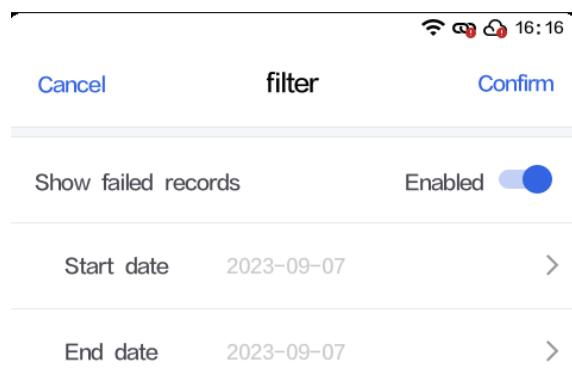 16:16
Cancel filter Confirm
Show failed records Enabled
Start date 2023-09-07
End date 2023-09-07